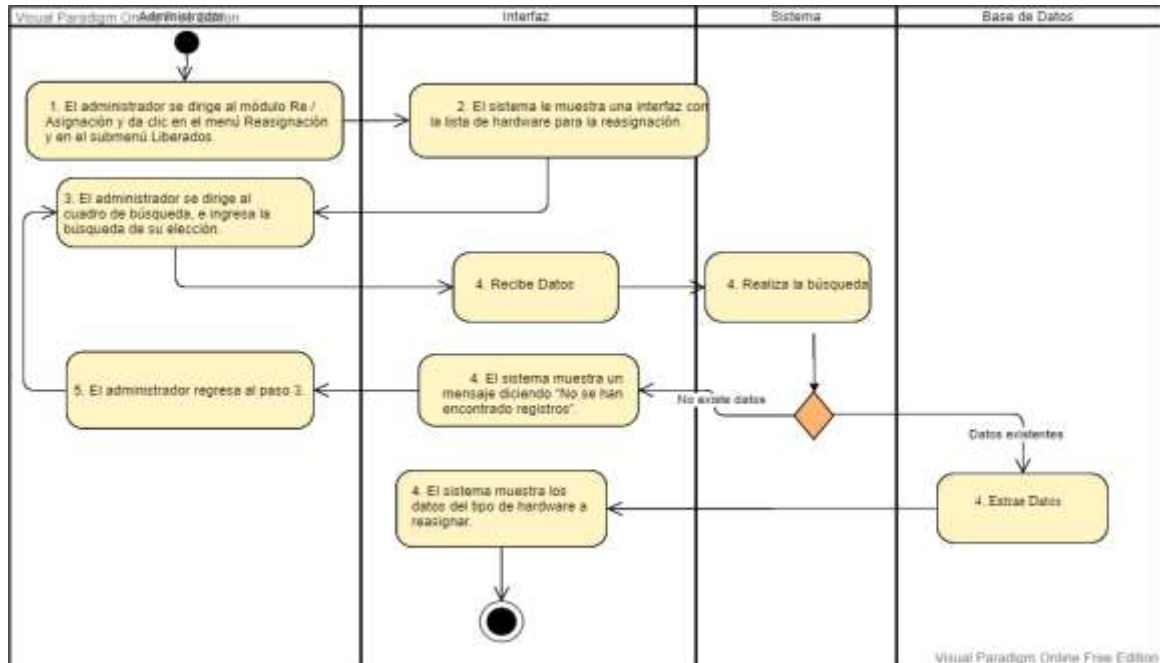 Visual Paradigm Online Free Edition
Administrador
Interfaz
Sistema
Base de Datos
1. El administrador se dirige al módulo Re /
Asignación y da clic en el menú Reasignación
y en el submenú Liberados.
2. El sistema le muestra una interfaz con
la lista de hardware para la reasignación.
3. El administrador se dirige al
cuadro de búsqueda, e ingresa la
búsqueda de su elección.
4. Recibe Datos
4. Realiza la búsqueda
5. El administrador regresa al paso 3.
4. El sistema muestra un
mensaje diciendo "No se han
encontrado registros".
No existe datos
Datos existentes
4. El sistema muestra los
datos del tipo de hardware a
reasignar.
4. Extrae Datos
Visual Paradigm Online Free Edition